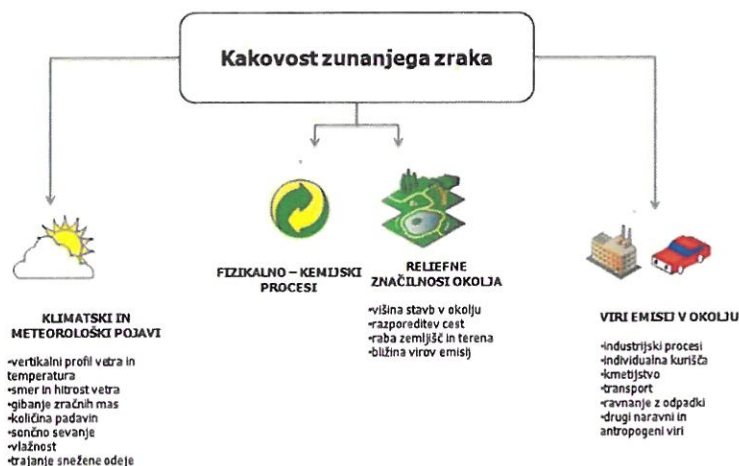 Kakovost zunanjega zraka
KLIMATSKI IN
METEOROLOŠKI POJAVI
•vertikalni profil vetra in
temperatura
•smer in hitrost vetra
•gibanje zračnih mas
•količina padavin
•sončno sevanje
•vlažnost
•trajanje snežene odeje
FIZIKALNO – KEMIJSKI
PROCESI
RELIEFNE
ZNAČILNOSI OKOLJA
•višina stavb v okolju
•razporeditev cest
•raba zemljišč in terena
•bližina virov emisij
VIRI EMISIJ V OKOLJU
•industrijski procesi
•individualna kurišča
•kmetijstvo
•transport
•ravnanje z odpadki
•drugi naravni in
antropogeni viri